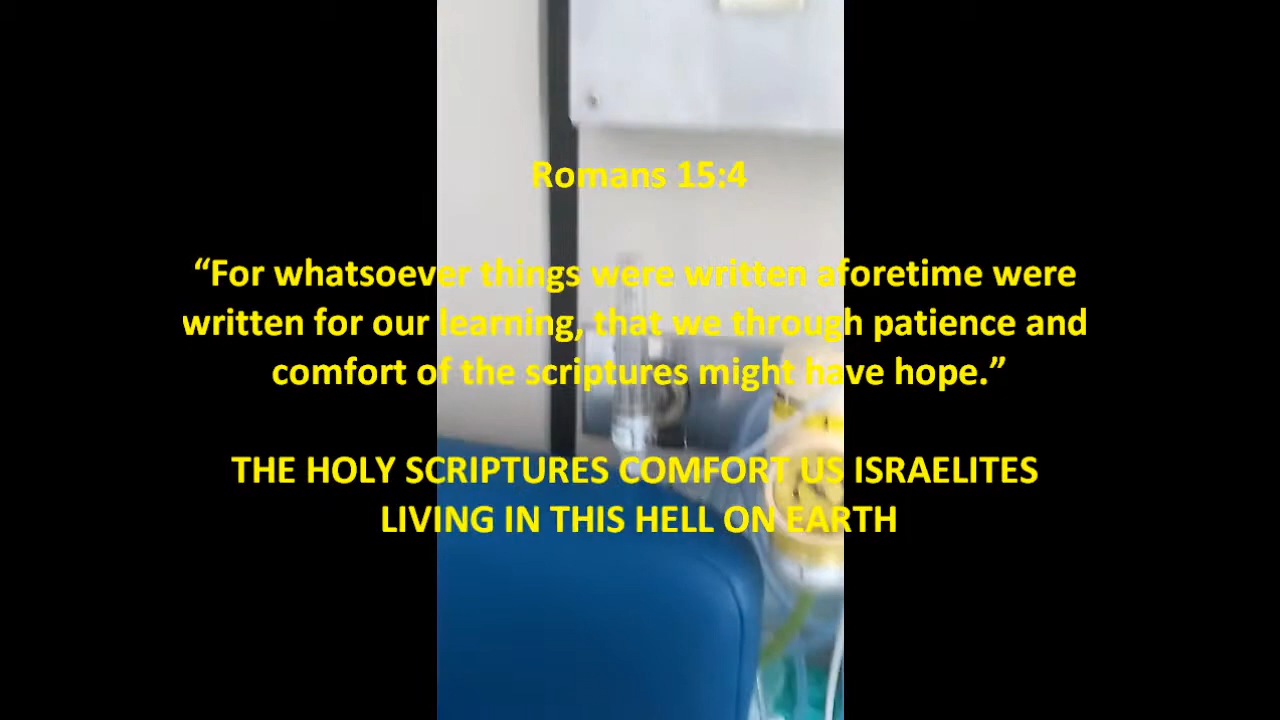 Romans 15:4
“For whatsoever things were written aforetime were
written for our learning, that we through patience and
comfort of the scriptures might have hope.”
THE HOLY SCRIPTURES COMFORT US ISRAELITES
LIVING IN THIS HELL ON EARTH